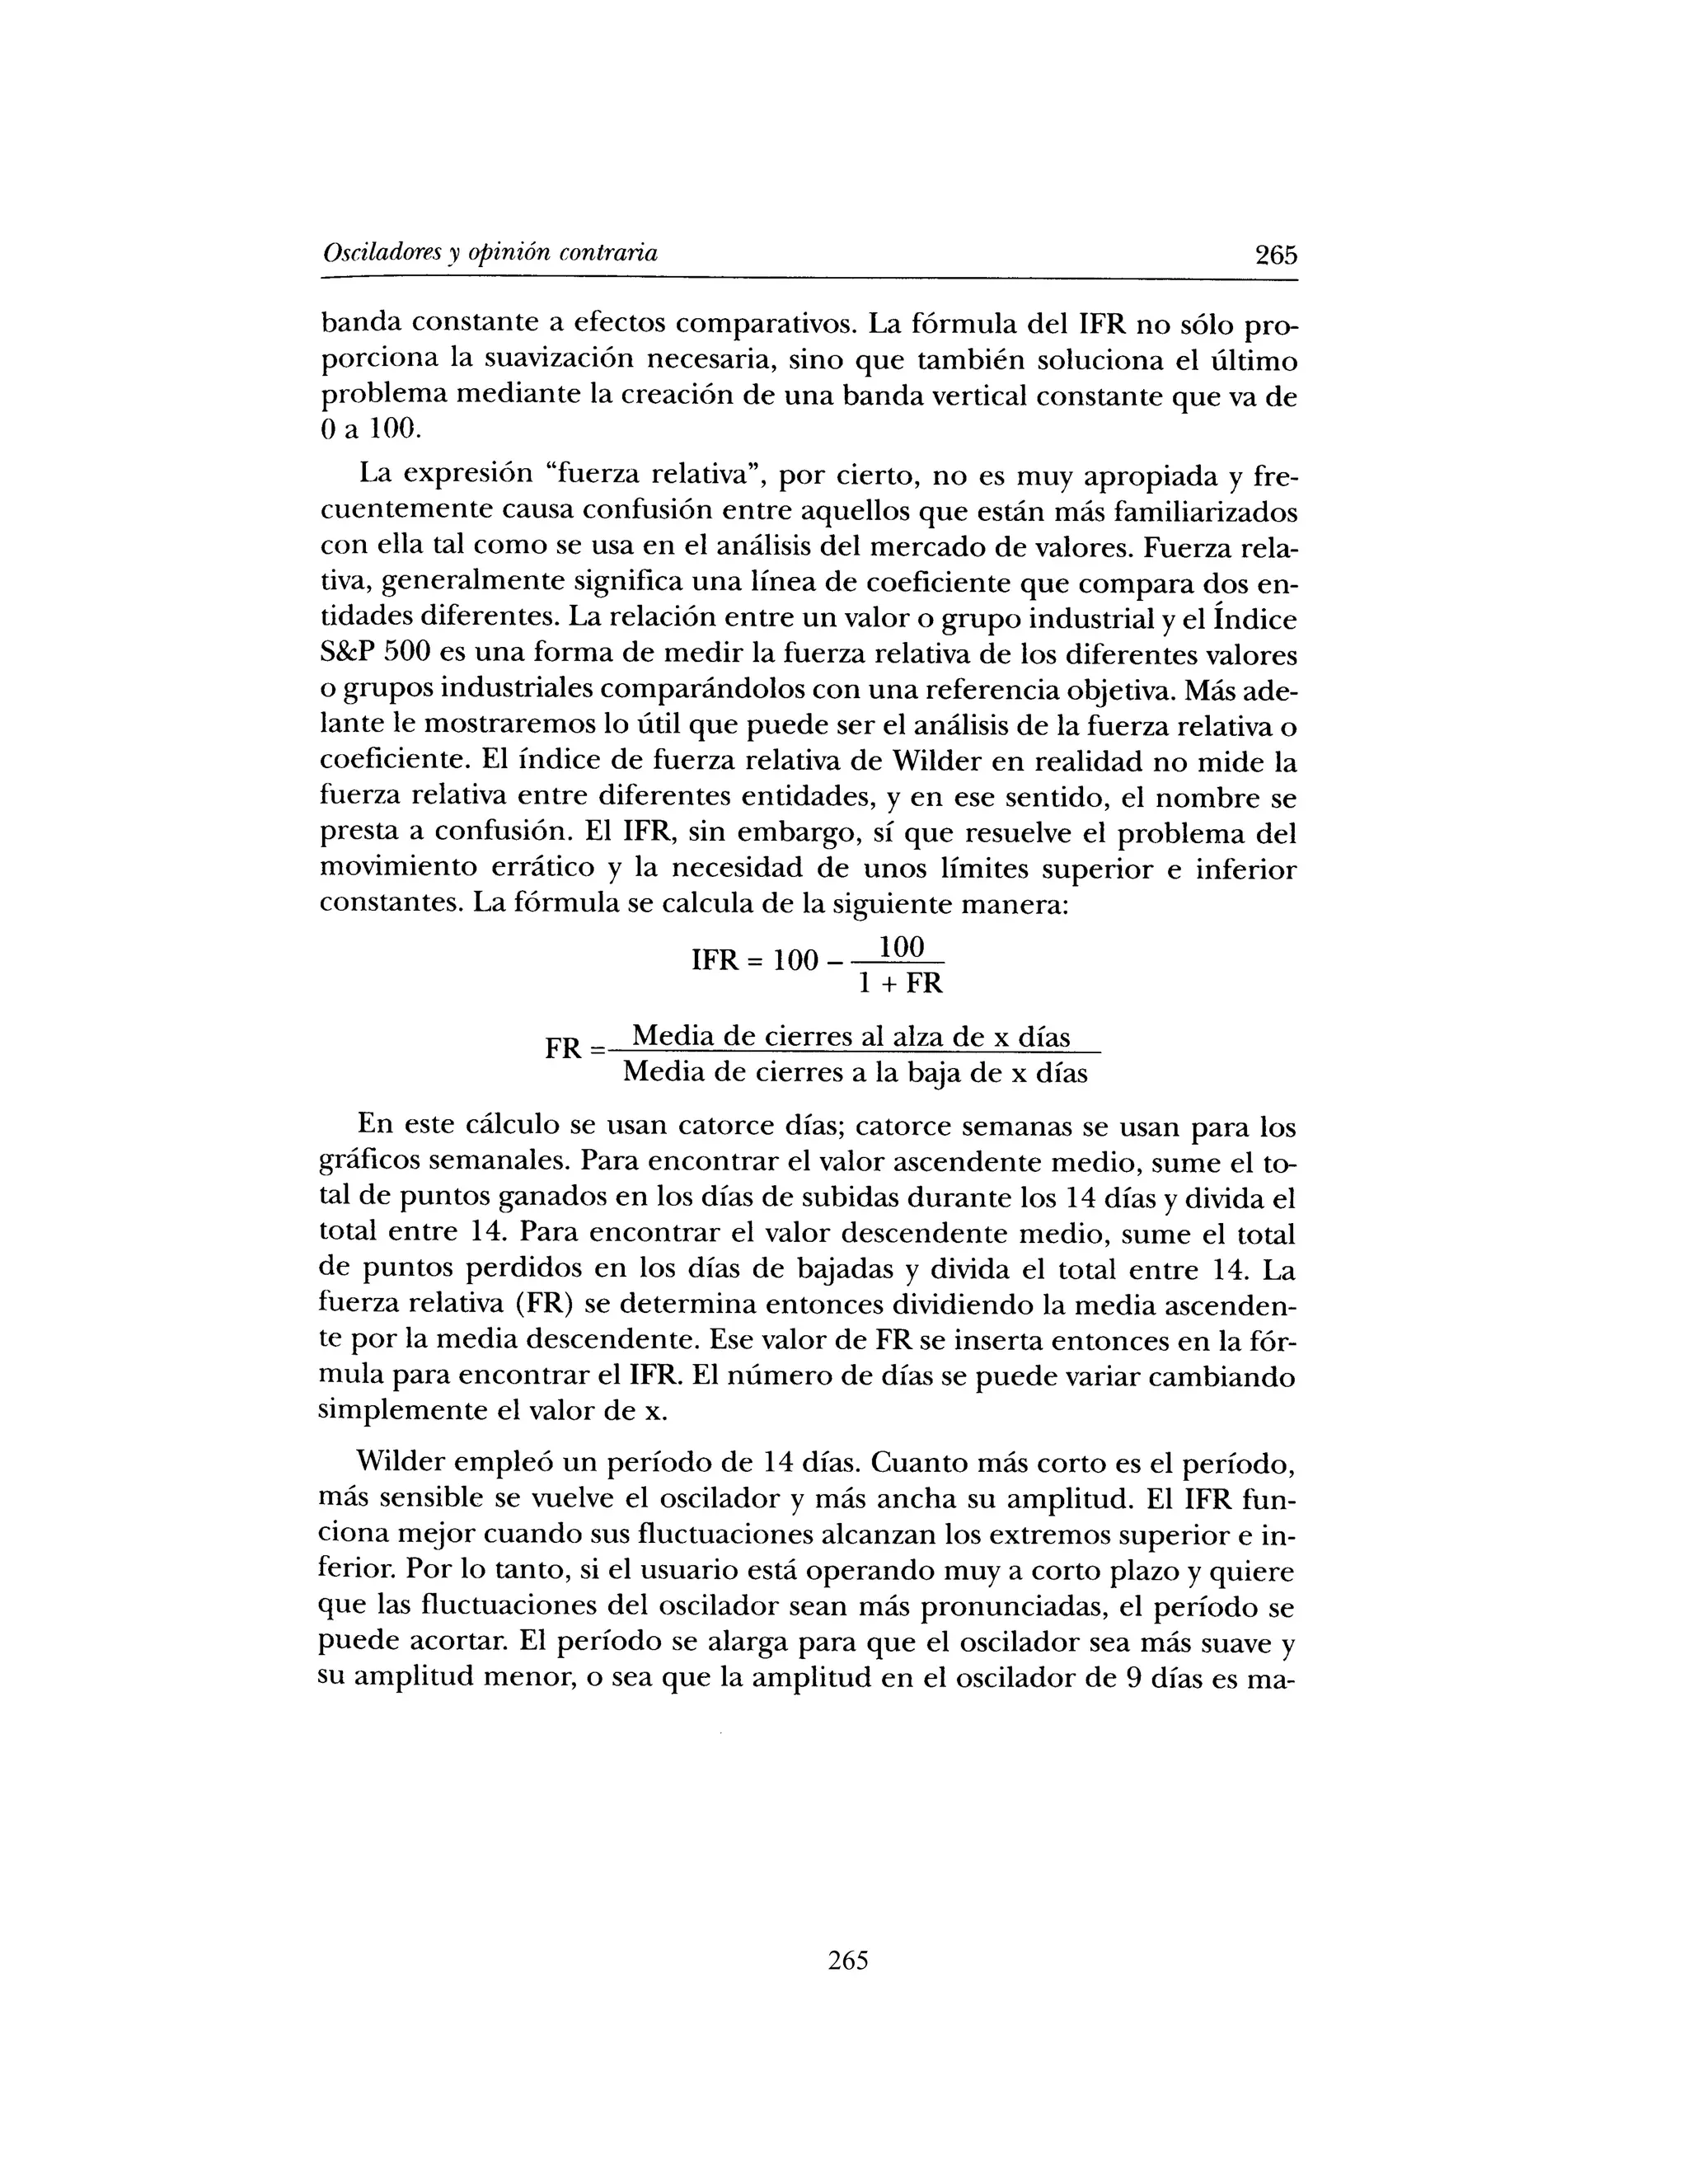 Osciladores y opinión contraria 265
banda constante a efectos comparativos. La fórmula del IFR no sólo pro-
porciona la suavización necesaria, sino que también soluciona el último
problema mediante la creación de una banda vertical constante que va de
0 a 100.
La expresión “fuerza relativa”, por cierto, no es muy apropiada y fre-
cuentemente causa confusión entre aquellos que están más familiarizados
con ella tal como se usa en el análisis del mercado de valores. Fuerza rela-
tiva, generalmente significa una línea de coeficiente que compara dos en-
tidades diferentes. La relación entre un valor o grupo industrial y el Índice
S&P 500 es una forma de medir la fuerza relativa de los diferentes valores
o grupos industriales comparándolos con una referencia objetiva. Más ade-
lante le mostraremos lo útil que puede ser el análisis de la fuerza relativa o
coeficiente. El índice de fuerza relativa de Wilder en realidad no mide la
fuerza relativa entre diferentes entidades, y en ese sentido, el nombre se
presta a confusión. El IFR, sin embargo, sí que resuelve el problema del
movimiento errático y la necesidad de unos límites superior e inferior
constantes. La fórmula se calcula de la siguiente manera:
IFR = 100 – 100
1 + FR
FR = Media de cierres al alza de x días
Media de cierres a la baja de x días
En este cálculo se usan catorce días; catorce semanas se usan para los
gráficos semanales. Para encontrar el valor ascendente medio, sume el to-
tal de puntos ganados en los días de subidas durante los 14 días y divida el
total entre 14. Para encontrar el valor descendente medio, sume el total
de puntos perdidos en los días de bajadas y divida el total entre 14. La
fuerza relativa (FR) se determina entonces dividiendo la media ascenden-
te por la media descendente. Ese valor de FR se inserta entonces en la fór-
mula para encontrar el IFR. El número de días se puede variar cambiando
simplemente el valor de x.
Wilder empleó un período de 14 días. Cuanto más corto es el período,
más sensible se vuelve el oscilador y más ancha su amplitud. El IFR fun-
ciona mejor cuando sus fluctuaciones alcanzan los extremos superior e in-
ferior. Por lo tanto, si el usuario está operando muy a corto plazo y quiere
que las fluctuaciones del oscilador sean más pronunciadas, el período se
puede acortar. El período se alarga para que el oscilador sea más suave y
su amplitud menor, o sea que la amplitud en el oscilador de 9 días es ma-
265